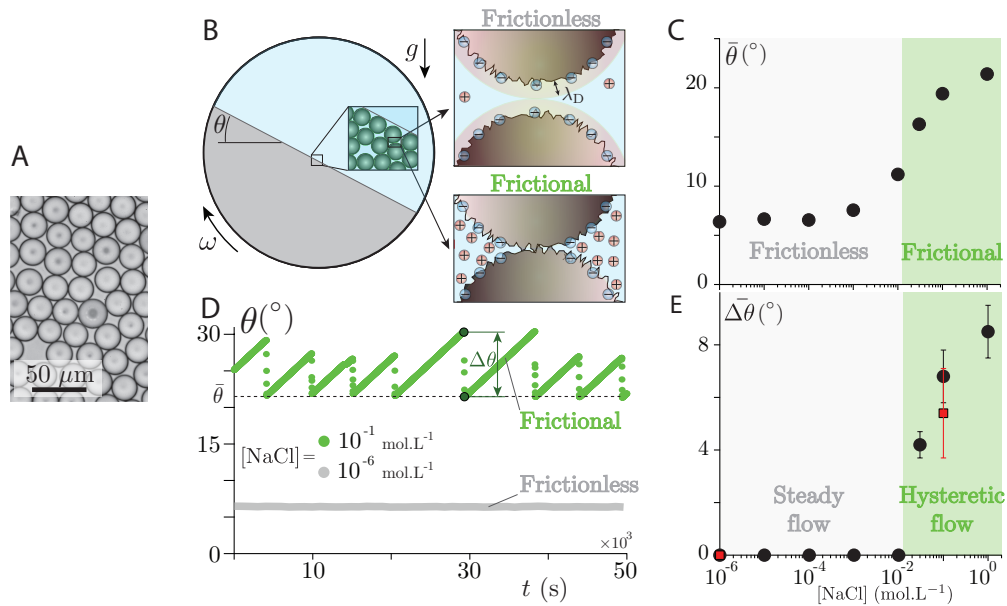 A
50 μm
B
g
θ
ω
Frictionless
λD
Frictional
C
θ̄(°)
20
10
0
Frictionless
Frictional
D
θ(°)
30
θ̄
15
0
Δθ
Frictional
[NaCl] =
10⁻¹ mol.L⁻¹
10⁻⁶ mol.L⁻¹
Frictionless
×10³
10
30
50
t (s)
E
Δ̄θ(°)
8
4
0
Steady
flow
Hysteretic
flow
10⁻⁶
10⁻⁴
10⁻²
10⁰
[NaCl] (mol.L⁻¹)